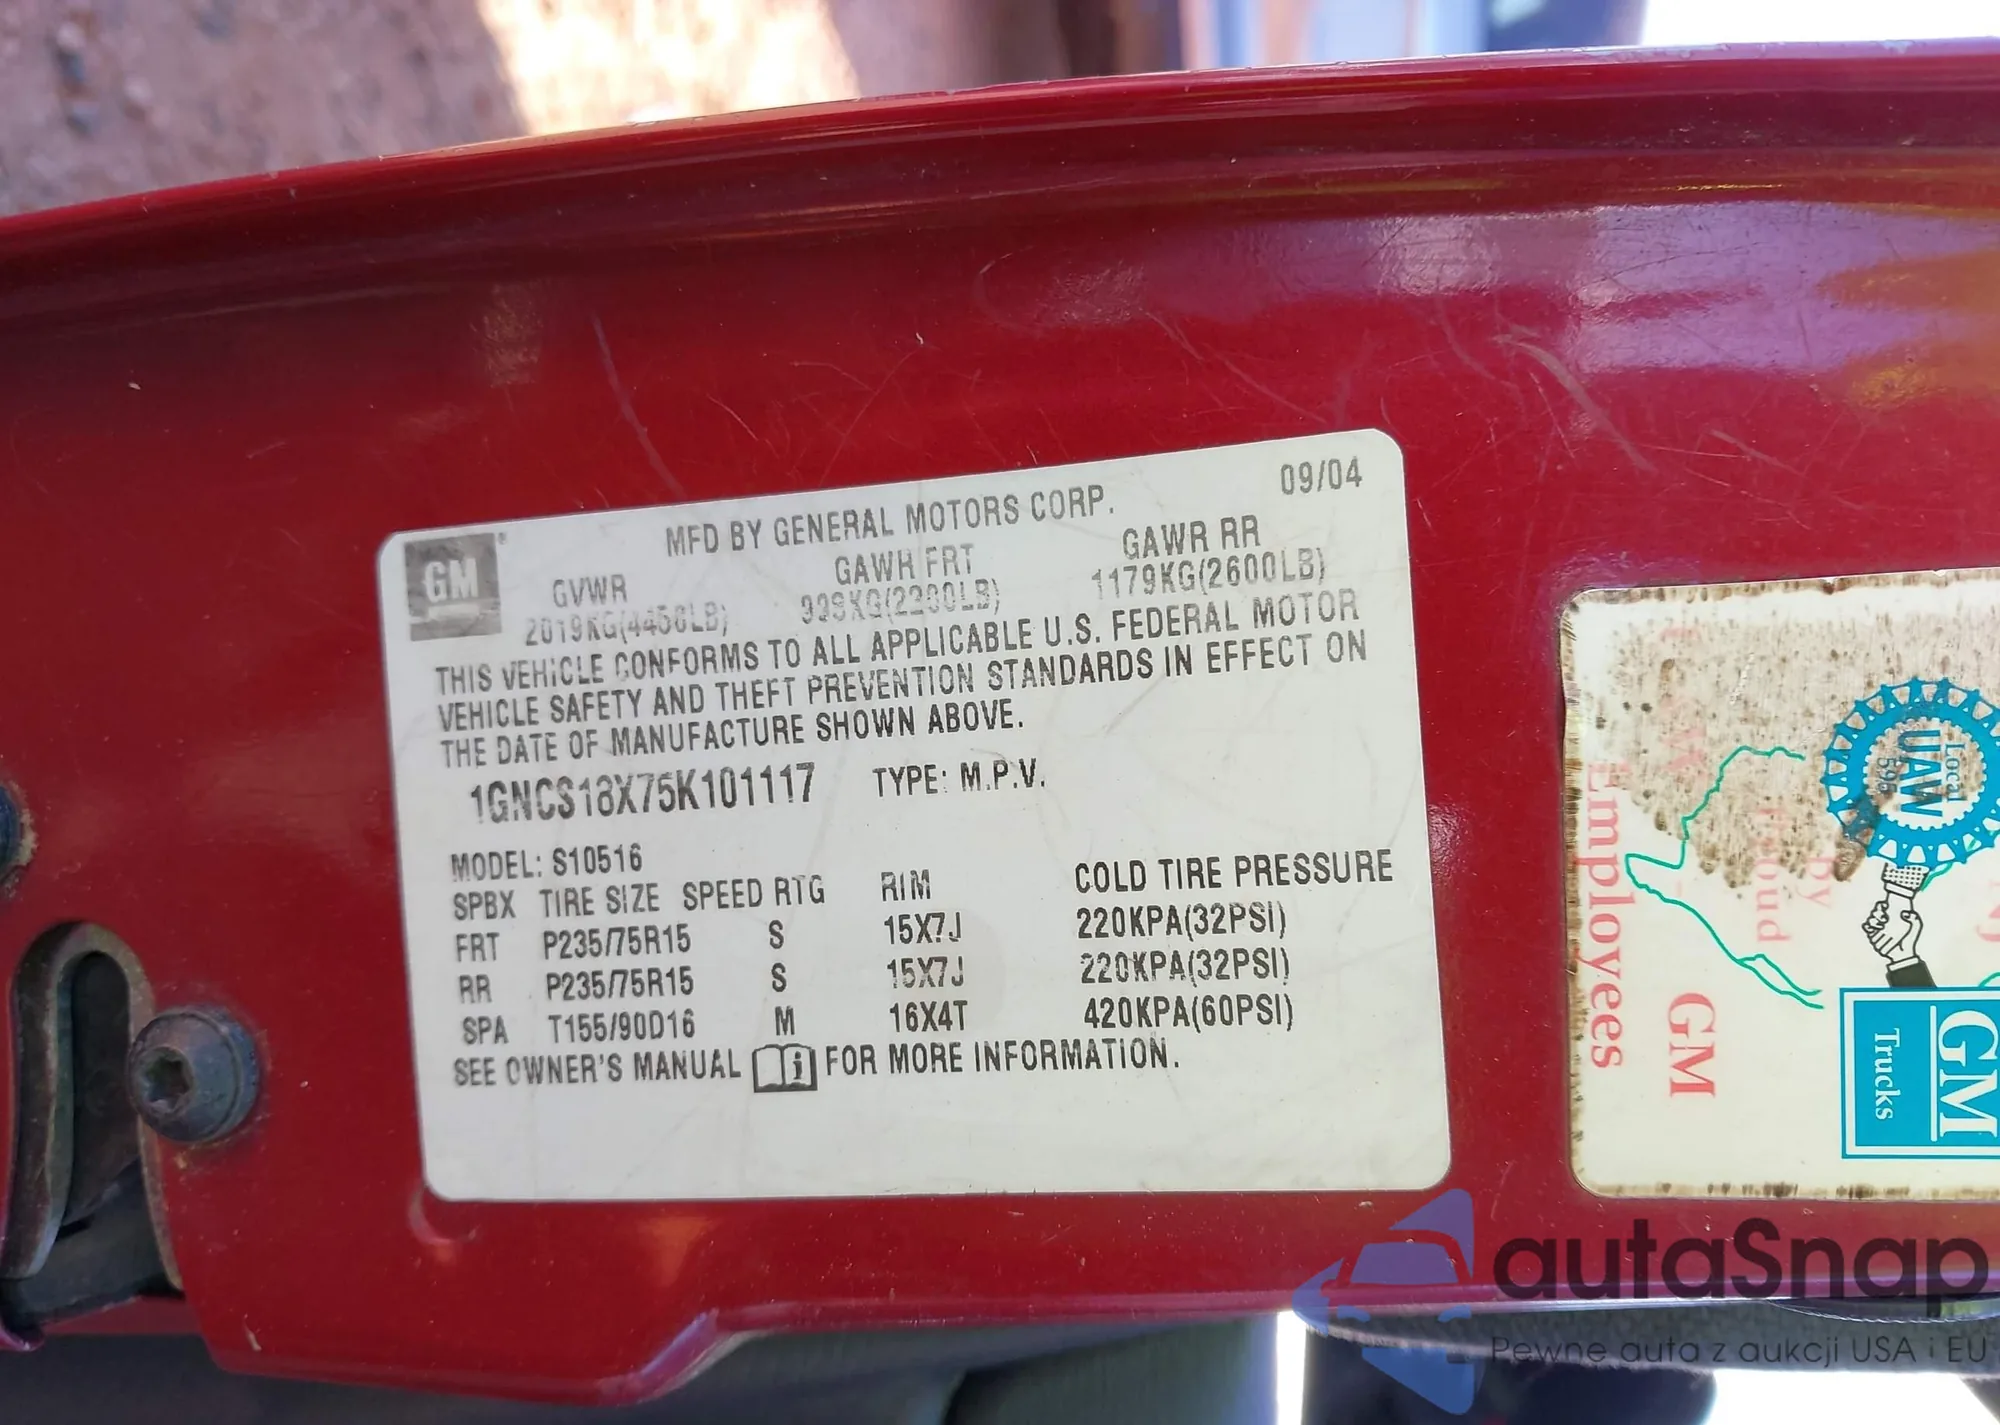 09/04
MFD BY GENERAL MOTORS CORP.
GM
GVWR GAWR FRT GAWR RR
1179KG(2600LB)
THIS VEHICLE CONFORMS TO ALL APPLICABLE U.S. FEDERAL MOTOR
VEHICLE SAFETY AND THEFT PREVENTION STANDARDS IN EFFECT ON
THE DATE OF MANUFACTURE SHOWN ABOVE.
1GNCS18X75K101117 TYPE: M.P.V.
MODEL: S10516
SPBX TIRE SIZE SPEED RTG RIM COLD TIRE PRESSURE
FRT P235/75R15 S 15X7J 220KPA(32PSI)
RR P235/75R15 S 15X7J 220KPA(32PSI)
SPA T155/90D16 M 16X4T 420KPA(60PSI)
SEE OWNER'S MANUAL FOR MORE INFORMATION.
Local
UAW
by
Proud
GM
Employees
GM
Trucks
autaSnap
Pewne auta z aukcji USA i EU